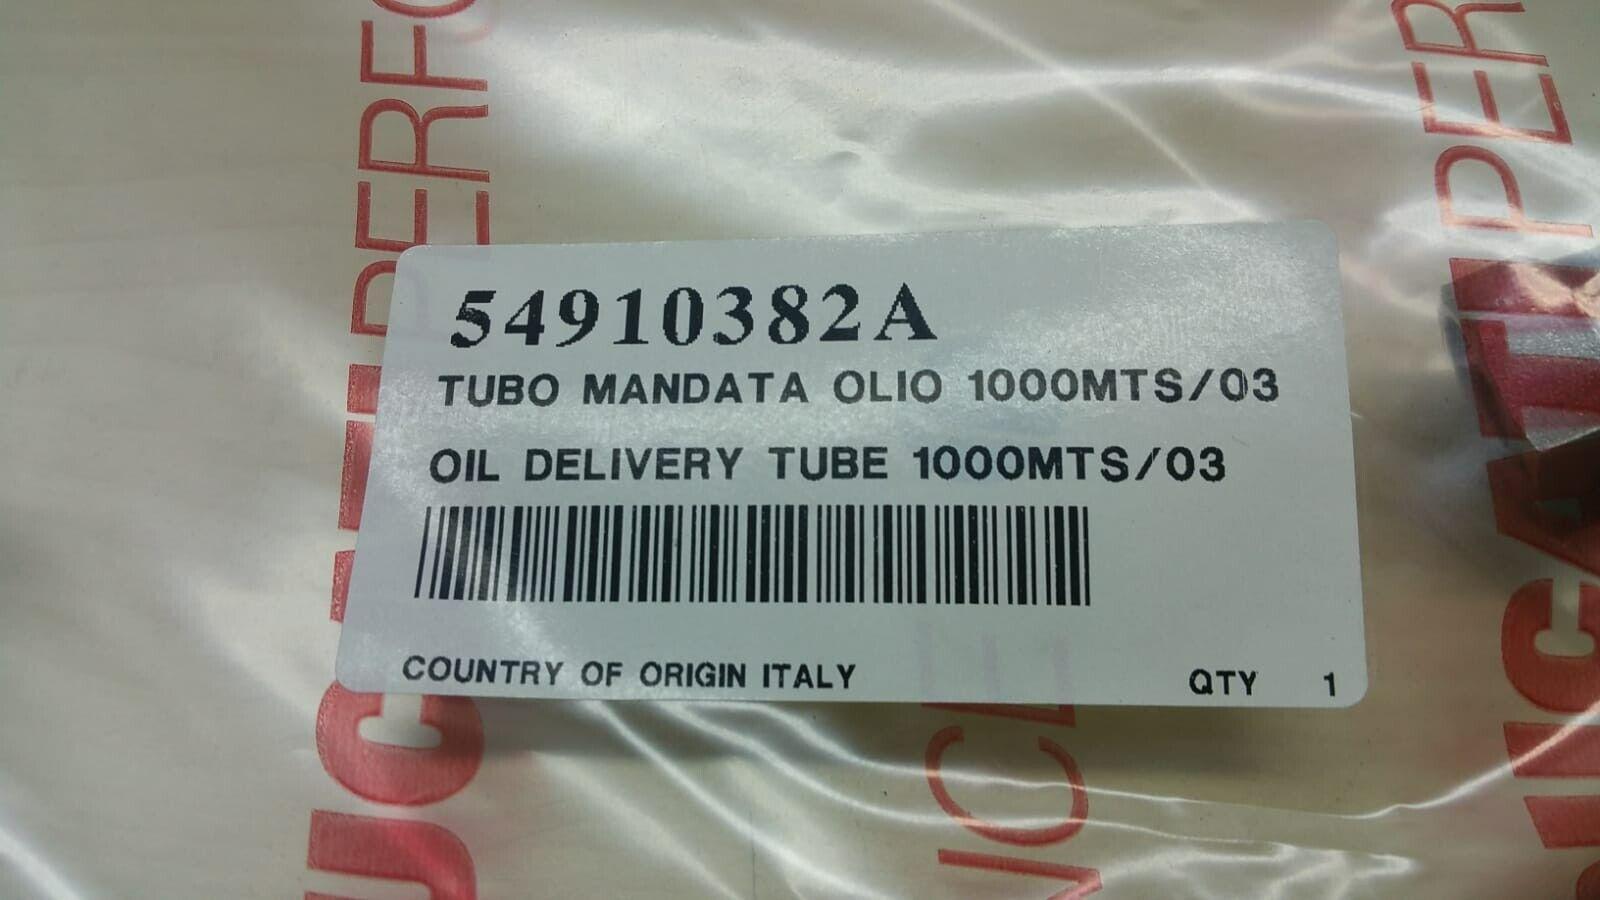 54910382A
TUBO MANDATA OLIO 1000MTS/03
OIL DELIVERY TUBE 1000MTS/03
COUNTRY OF ORIGIN ITALY
QTY 1